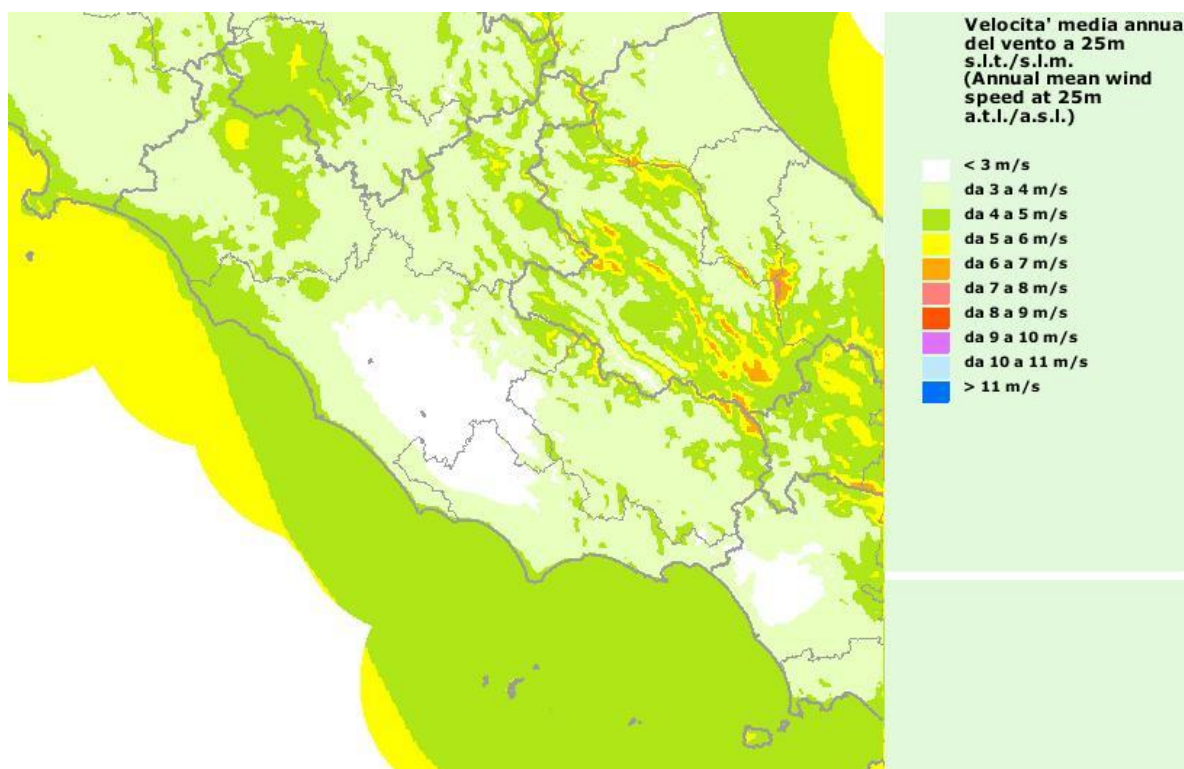 Velocita' media annua
del vento a 25m
s.l.t./s.l.m.
(Annual mean wind
speed at 25m
a.t.l./a.s.l.)
< 3 m/s
da 3 a 4 m/s
da 4 a 5 m/s
da 5 a 6 m/s
da 6 a 7 m/s
da 7 a 8 m/s
da 8 a 9 m/s
da 9 a 10 m/s
da 10 a 11 m/s
> 11 m/s